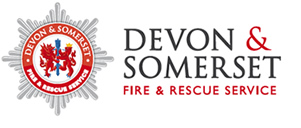 DEVON & SOMERSET
FIRE & RESCUE SERVICE
DEVON &
SOMERSET
FIRE & RESCUE SERVICE